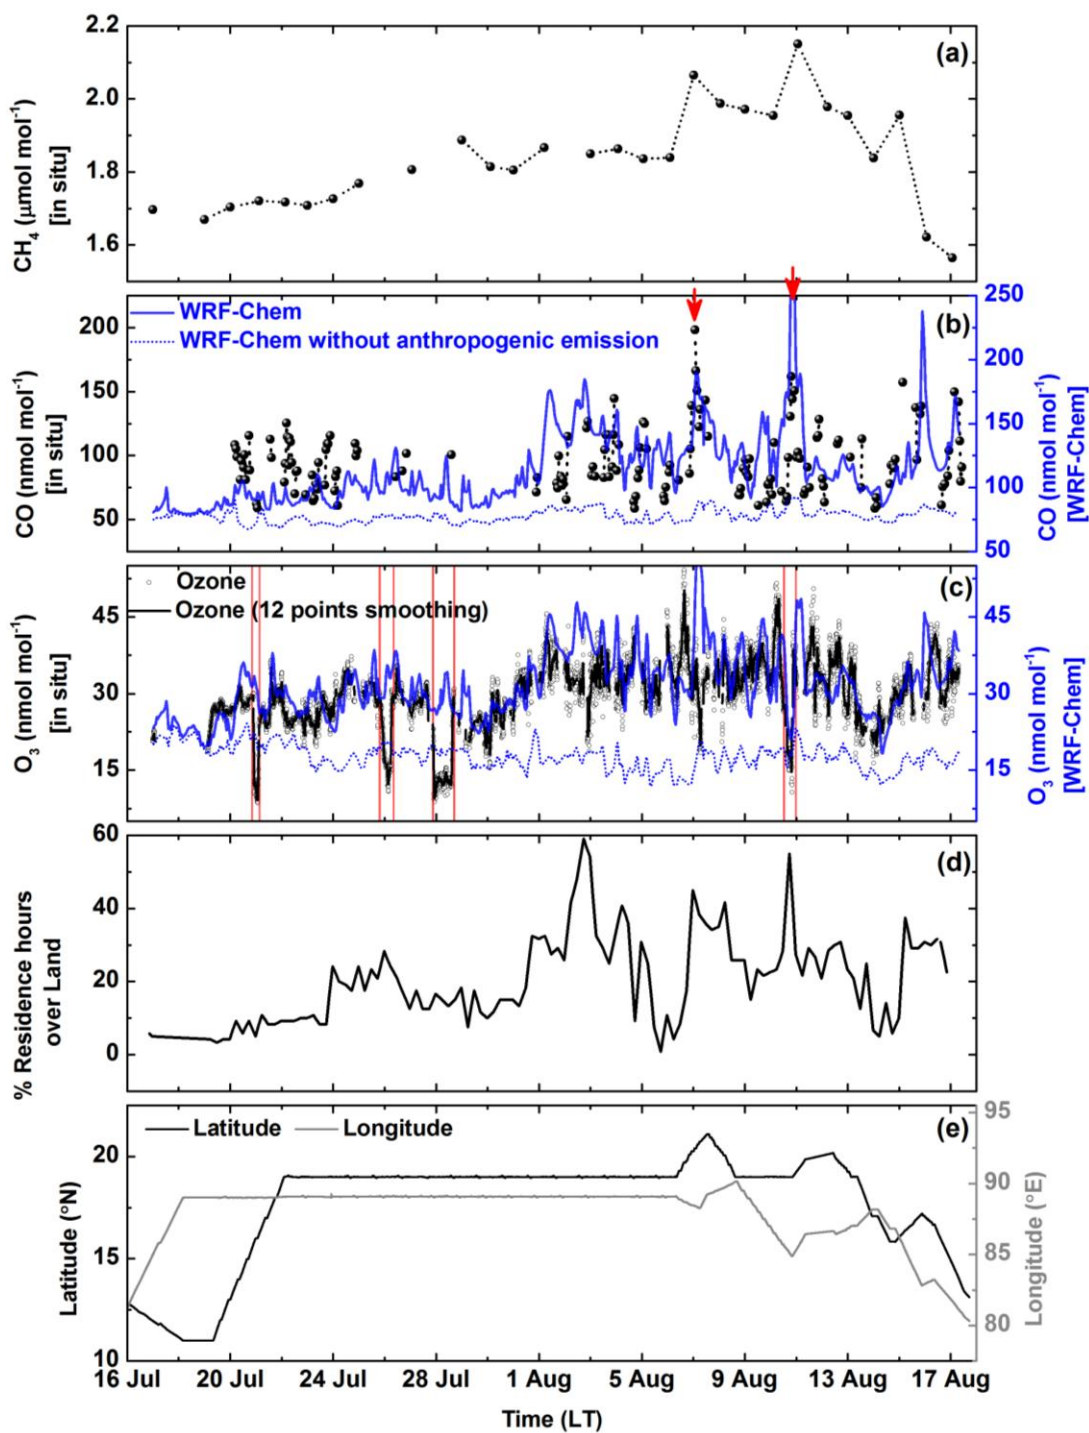 2.2
2.0
1.8
1.6
CH₄ (μmol mol⁻¹)
[in situ]
(a)
WRF-Chem
WRF-Chem without anthropogenic emission
(b)
200
150
100
50
CO (nmol mol⁻¹)
[in situ]
250
200
150
100
50
CO (nmol mol⁻¹)
[WRF-Chem]
Ozone
Ozone (12 points smoothing)
(c)
45
30
15
O₃ (nmol mol⁻¹)
[in situ]
45
30
15
O₃ (nmol mol⁻¹)
[WRF-Chem]
60
40
20
0
% Residence hours
over Land
(d)
Latitude
Longitude
(e)
20
15
10
Latitude (°N)
95
90
85
80
Longitude (°E)
16 Jul 20 Jul 24 Jul 28 Jul 1 Aug 5 Aug 9 Aug 13 Aug 17 Aug
Time (LT)